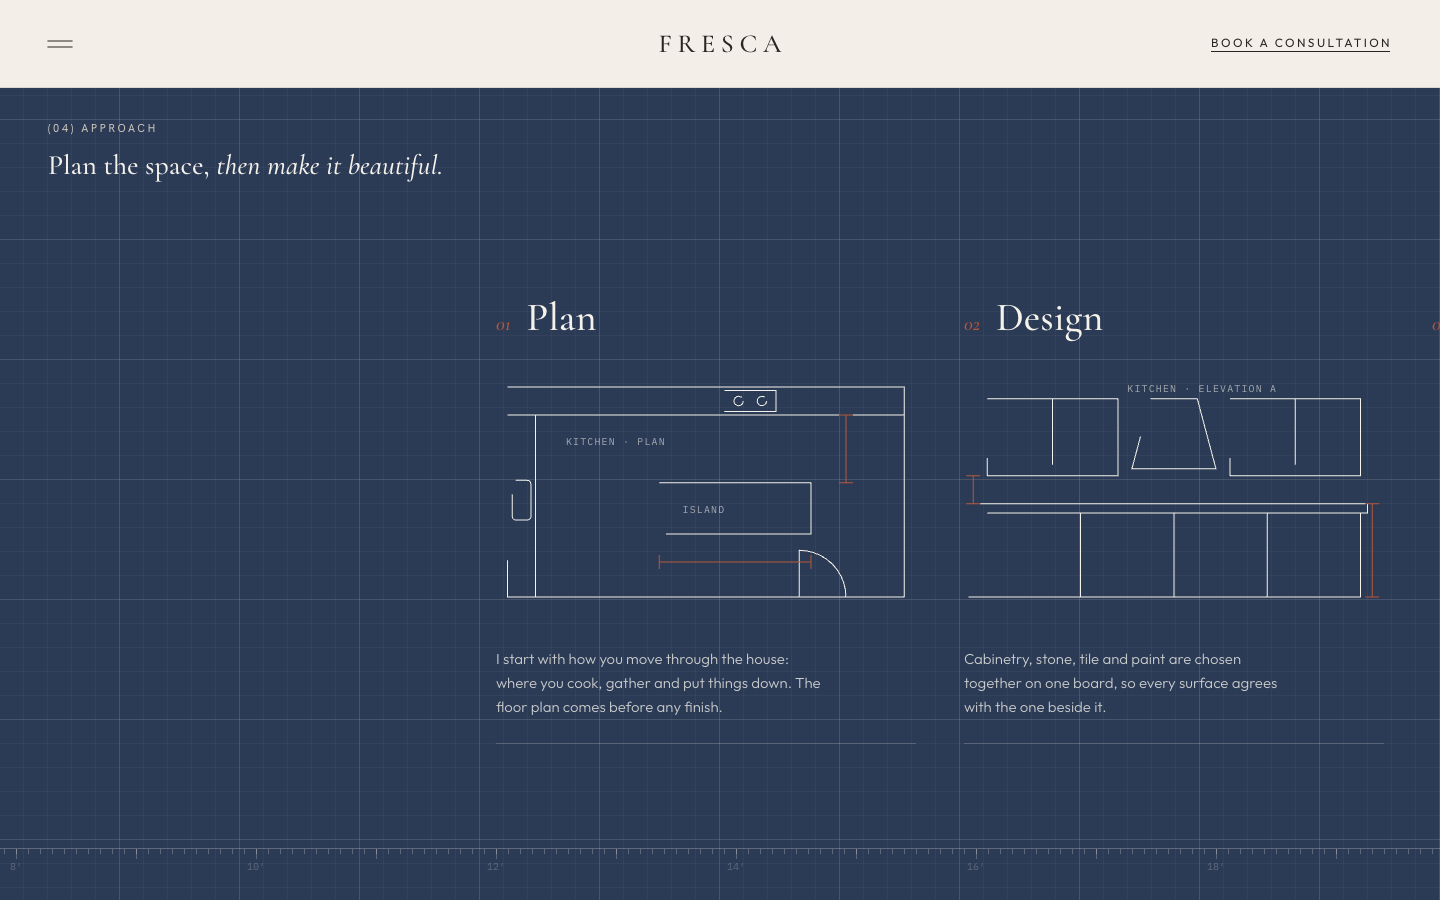 FRESCA
BOOK A CONSULTATION
(04) APPROACH
Plan the space, then make it beautiful.
01 Plan
KITCHEN · PLAN
ISLAND
I start with how you move through the house:
where you cook, gather and put things down. The
floor plan comes before any finish.
02 Design
KITCHEN · ELEVATION A
Cabinetry, stone, tile and paint are chosen
together on one board, so every surface agrees
with the one beside it.
8' 10' 12' 14' 16' 18'